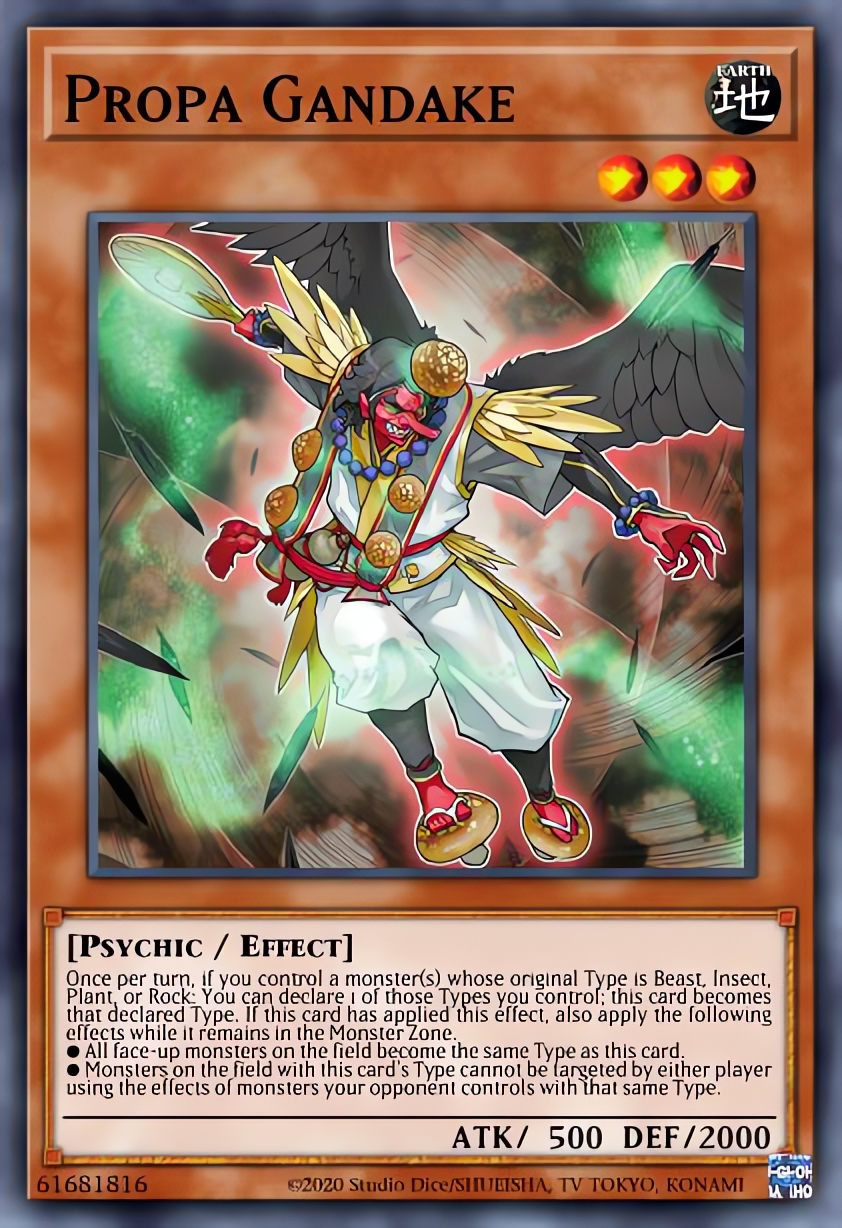 Propa Gandake
EARTH
地
[Psychic / Effect]
Once per turn, if you control a monster(s) whose original Type is Beast, Insect,
Plant, or Rock: You can declare 1 of those Types you control; this card becomes
that declared Type. If this card has applied this effect, also apply the following
effects while it remains in the Monster Zone.
● All face-up monsters on the field become the same Type as this card.
● Monsters on the field with this card's Type cannot be targeted by either player
using the effects of monsters your opponent controls with that same Type.
ATK/ 500 DEF/2000
61681816
©2020 Studio Dice/SHUEISHA, TV TOKYO, KONAMI